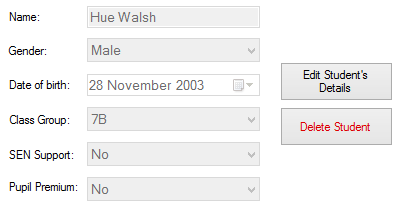 Name: Hue Walsh
Gender: Male
Date of birth: 28 November 2003
Edit Student's
Details
Class Group: 7B
Delete Student
SEN Support: No
Pupil Premium: No